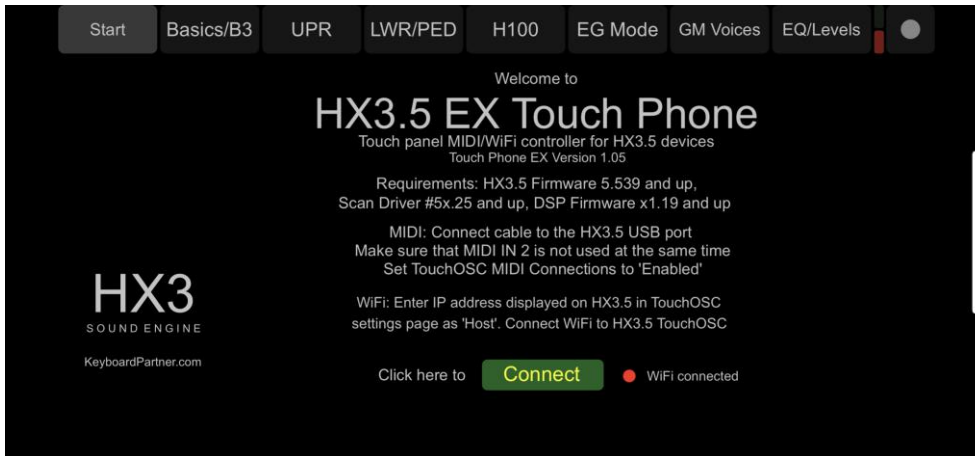 Start Basics/B3 UPR LWR/PED H100 EG Mode GM Voices EQ/Levels
Welcome to
HX3.5 EX Touch Phone
Touch panel MIDI/WiFi controller for HX3.5 devices
Touch Phone EX Version 1.05
Requirements: HX3.5 Firmware 5.539 and up,
Scan Driver #5x.25 and up, DSP Firmware x1.19 and up
MIDI: Connect cable to the HX3.5 USB port
Make sure that MIDI IN 2 is not used at the same time
Set TouchOSC MIDI Connections to 'Enabled'
WiFi: Enter IP address displayed on HX3.5 in TouchOSC
settings page as 'Host'. Connect WiFi to HX3.5 TouchOSC
HX3
SOUND ENGINE
KeyboardPartner.com
Click here to Connect WiFi connected